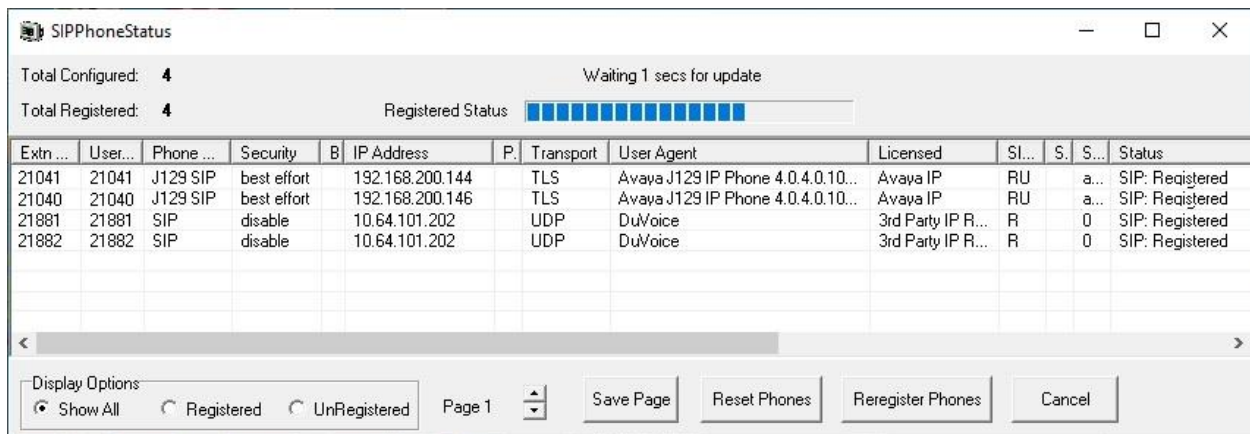 SIPPhoneStatus
Total Configured: 4 Waiting 1 secs for update
Total Registered: 4 Registered Status
Extn ... User... Phone ... Security B IP Address P. Transport User Agent Licensed SI... S. S... Status
21041 21041 J129 SIP best effort 192.168.200.144 TLS Avaya J129 IP Phone 4.0.4.0.10... Avaya IP RU a... SIP: Registered
21040 21040 J129 SIP best effort 192.168.200.146 TLS Avaya J129 IP Phone 4.0.4.0.10... Avaya IP RU a... SIP: Registered
21881 21881 SIP disable 10.64.101.202 UDP DuVoice 3rd Party IP R... R 0 SIP: Registered
21882 21882 SIP disable 10.64.101.202 UDP DuVoice 3rd Party IP R... R 0 SIP: Registered
Display Options
Show All Registered UnRegistered Page 1 Save Page Reset Phones Reregister Phones Cancel